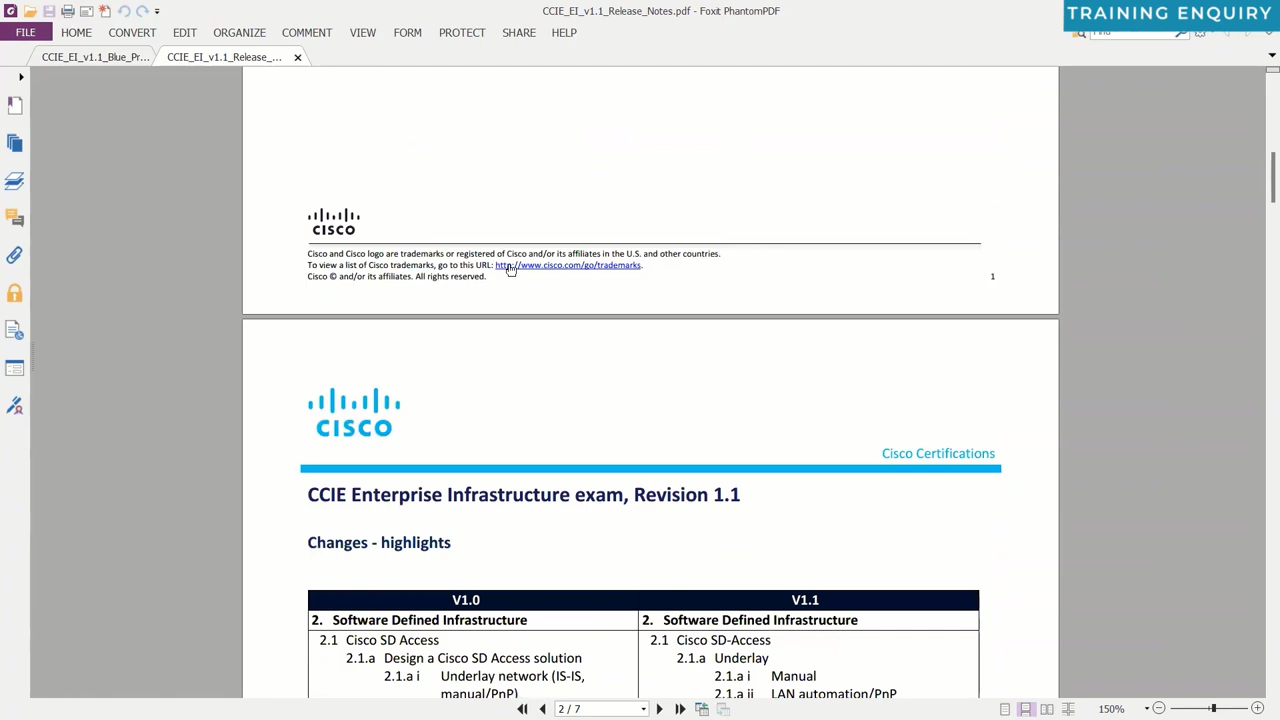 CCIE_EI_v1.1_Release_Notes.pdf - Foxit PhantomPDF
TRAINING ENQUIRY
FILE HOME CONVERT EDIT ORGANIZE COMMENT VIEW FORM PROTECT SHARE HELP
CCIE_EI_v1.1_Blue_Pr... CCIE_EI_v1.1_Release_...
CISCO
Cisco and Cisco logo are trademarks or registered of Cisco and/or its affiliates in the U.S. and other countries.
To view a list of Cisco trademarks, go to this URL: http://www.cisco.com/go/trademarks.
Cisco © and/or its affiliates. All rights reserved. 1
CISCO
Cisco Certifications
CCIE Enterprise Infrastructure exam, Revision 1.1
Changes - highlights
V1.0 V1.1
2. Software Defined Infrastructure 2. Software Defined Infrastructure
2.1 Cisco SD Access 2.1 Cisco SD-Access
2.1.a Design a Cisco SD Access solution 2.1.a Underlay
2.1.a i Underlay network (IS-IS, 2.1.a i Manual
manual/PnP) 2.1.a ii LAN automation/PnP
2 / 7 150%